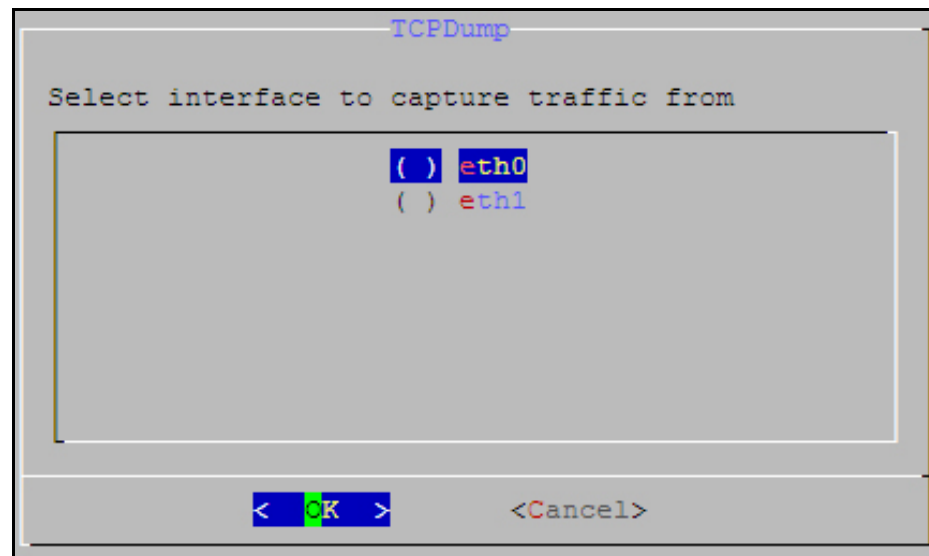 TCPDump
Select interface to capture traffic from
( ) eth0
( ) eth1
< OK > <Cancel>